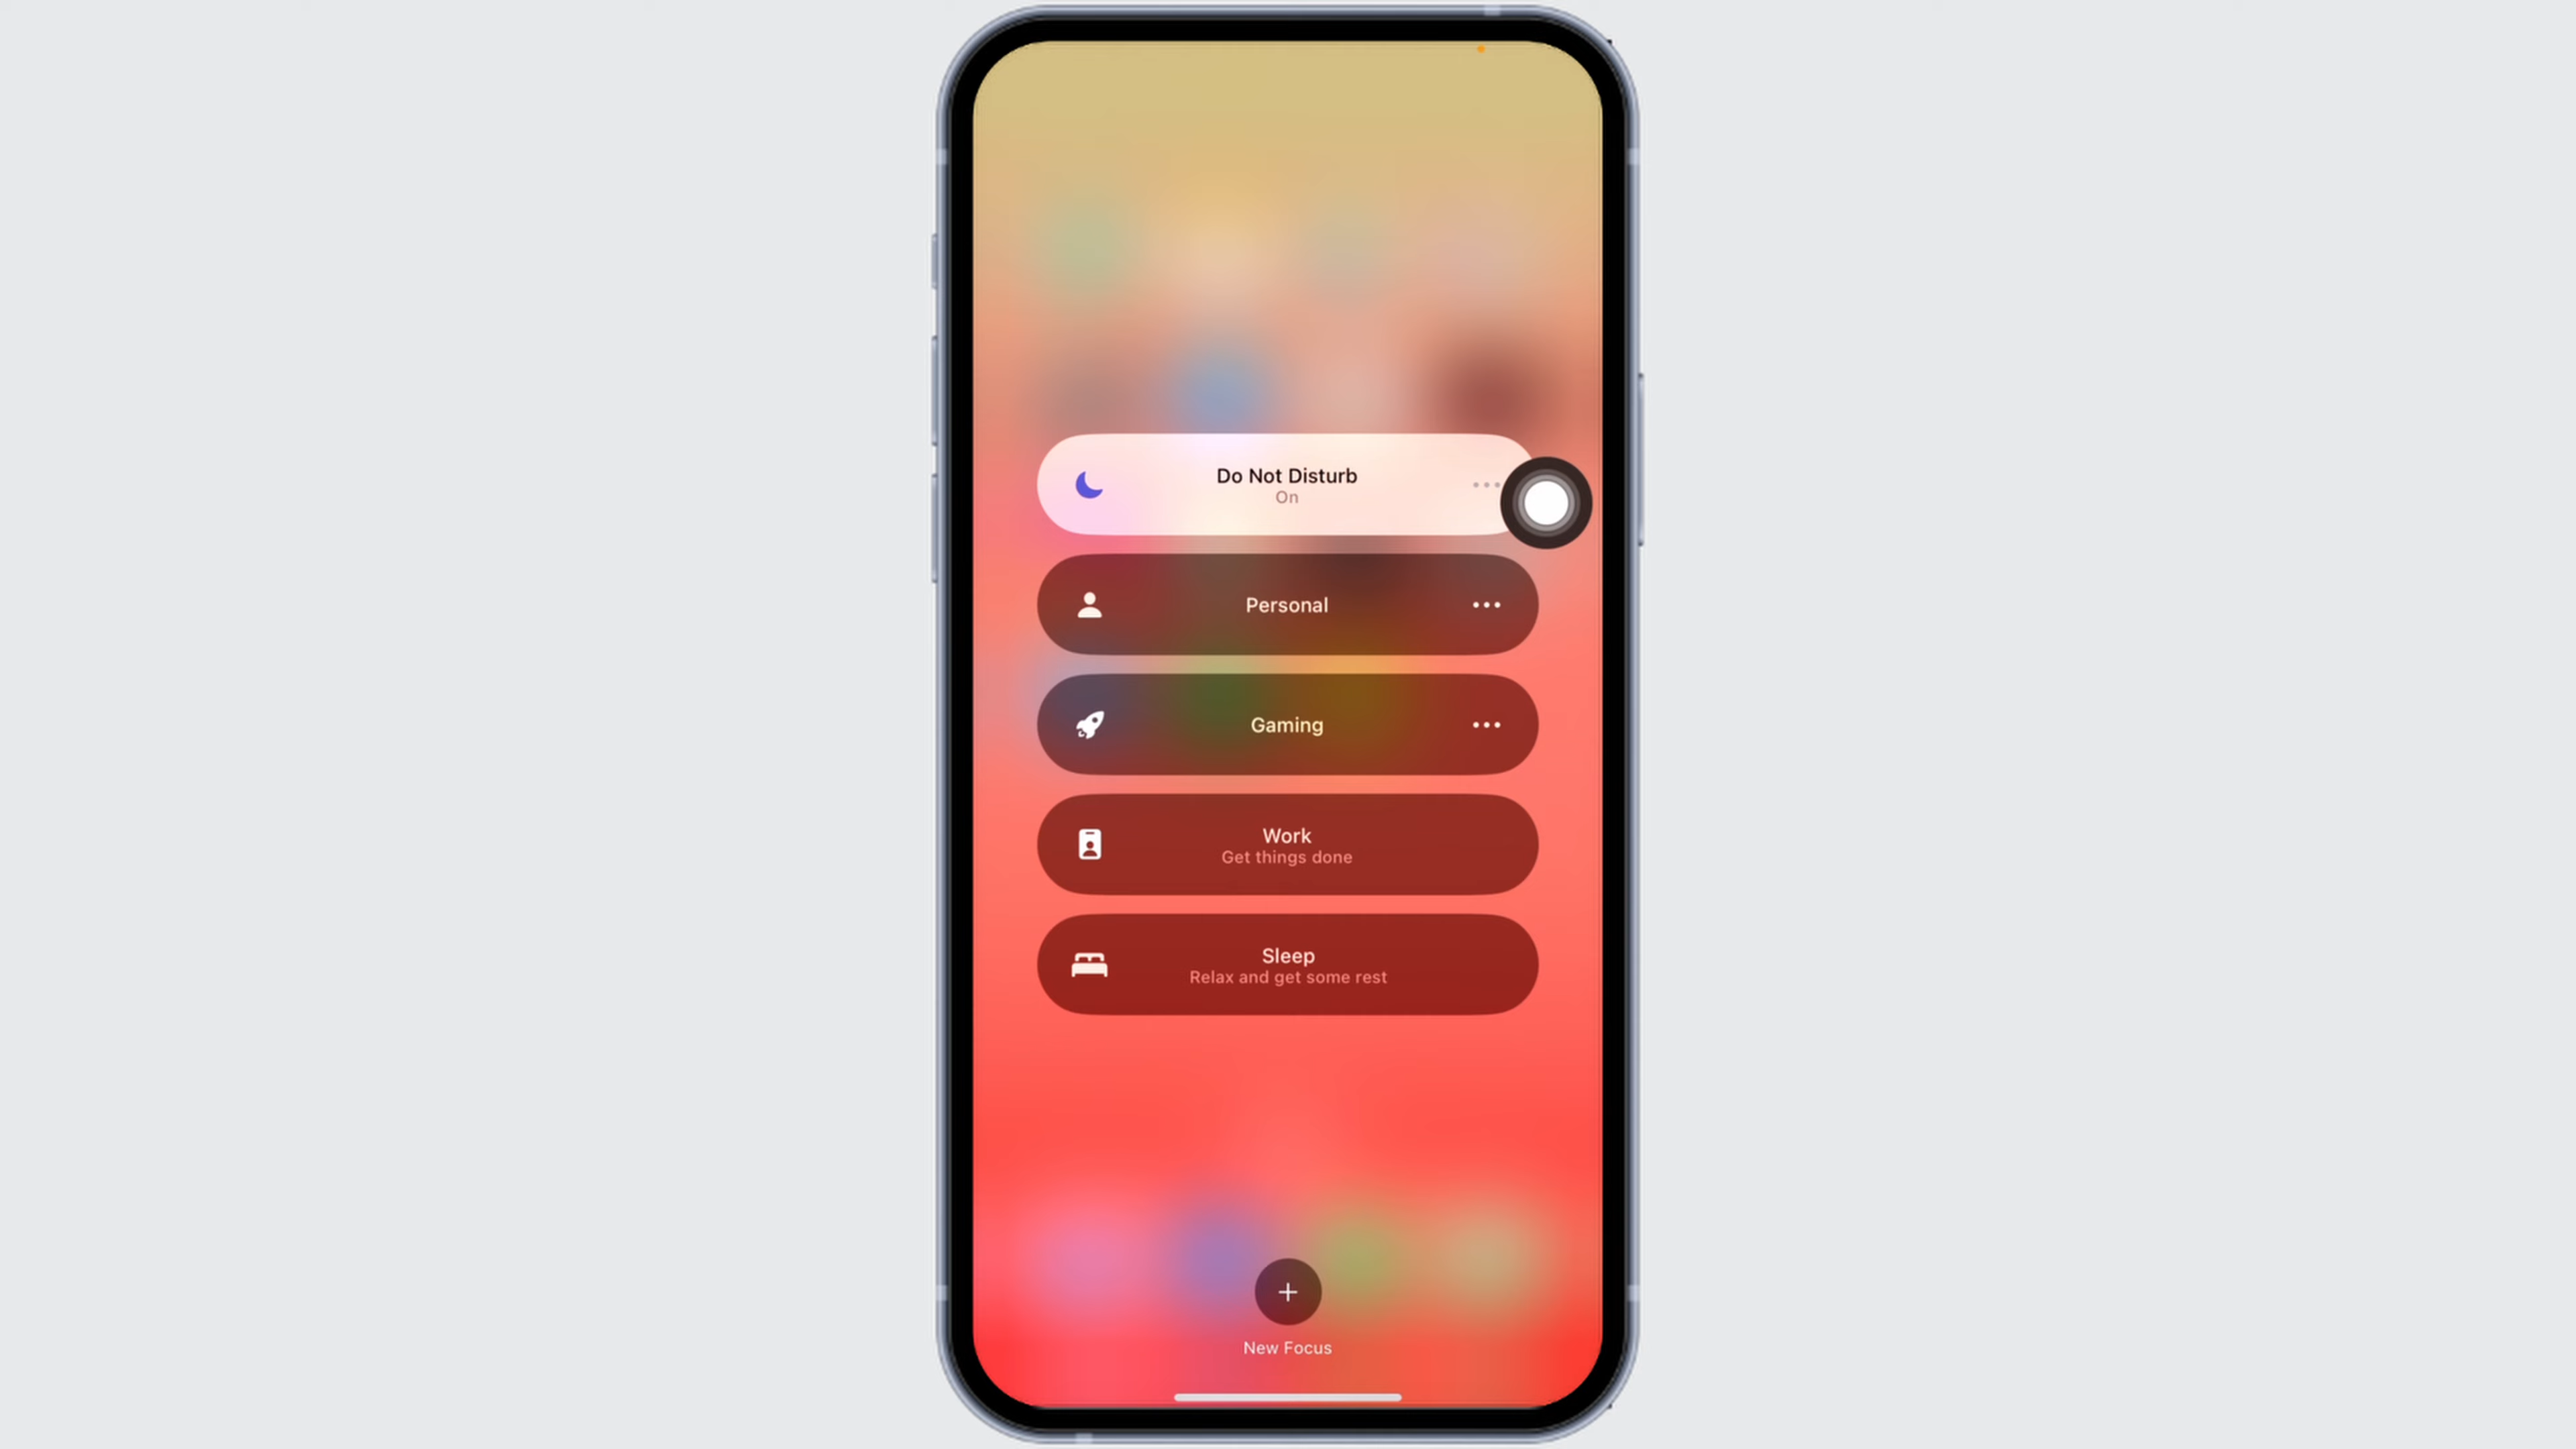 Do Not Disturb
On
Personal
Gaming
Work
Get things done
Sleep
Relax and get some rest
New Focus